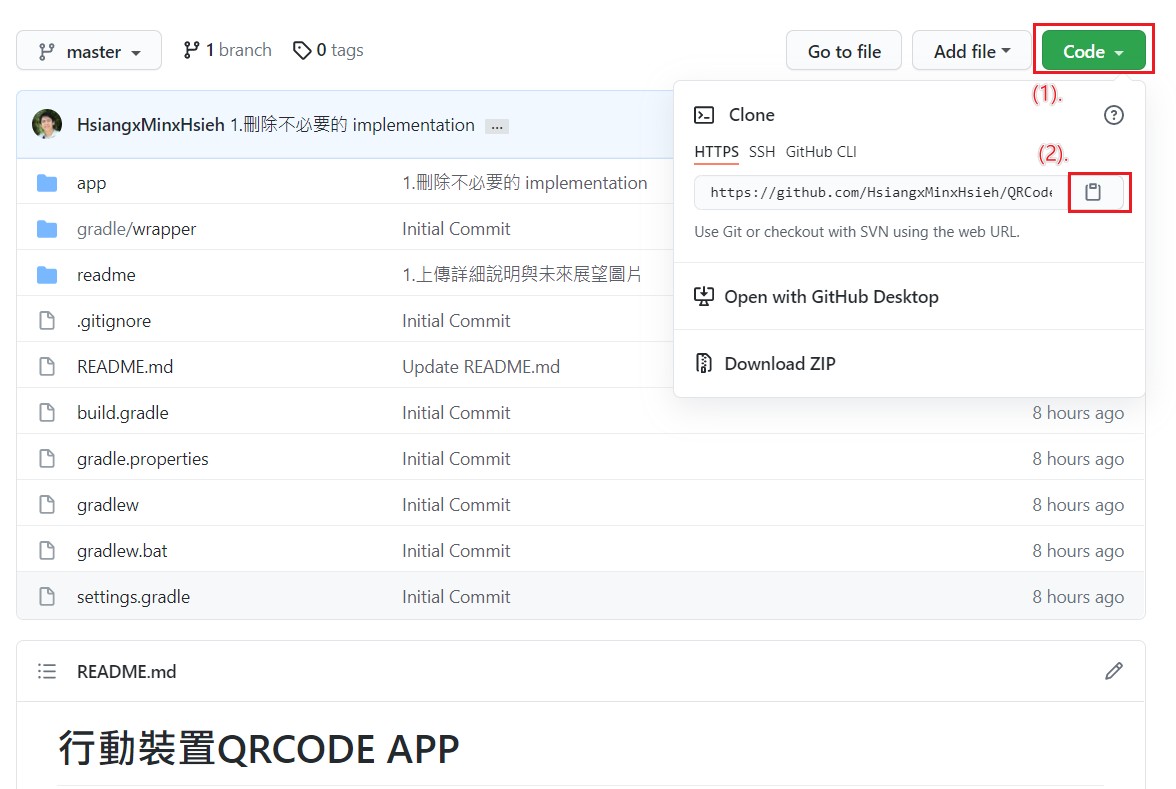 master 1 branch 0 tags Go to file Add file Code
(1).
HsiangxMinxHsieh 1.刪除不必要的 implementation ...
Clone
HTTPS SSH GitHub CLI
(2).
https://github.com/HsiangxMinxHsieh/QRCode
Use Git or checkout with SVN using the web URL.
Open with GitHub Desktop
Download ZIP
app 1.刪除不必要的 implementation
gradle/wrapper Initial Commit
readme 1.上傳詳細說明與未來展望圖片
.gitignore Initial Commit
README.md Update README.md
build.gradle Initial Commit 8 hours ago
gradle.properties Initial Commit 8 hours ago
gradlew Initial Commit 8 hours ago
gradlew.bat Initial Commit 8 hours ago
settings.gradle Initial Commit 8 hours ago
README.md
行動裝置QRCODE APP